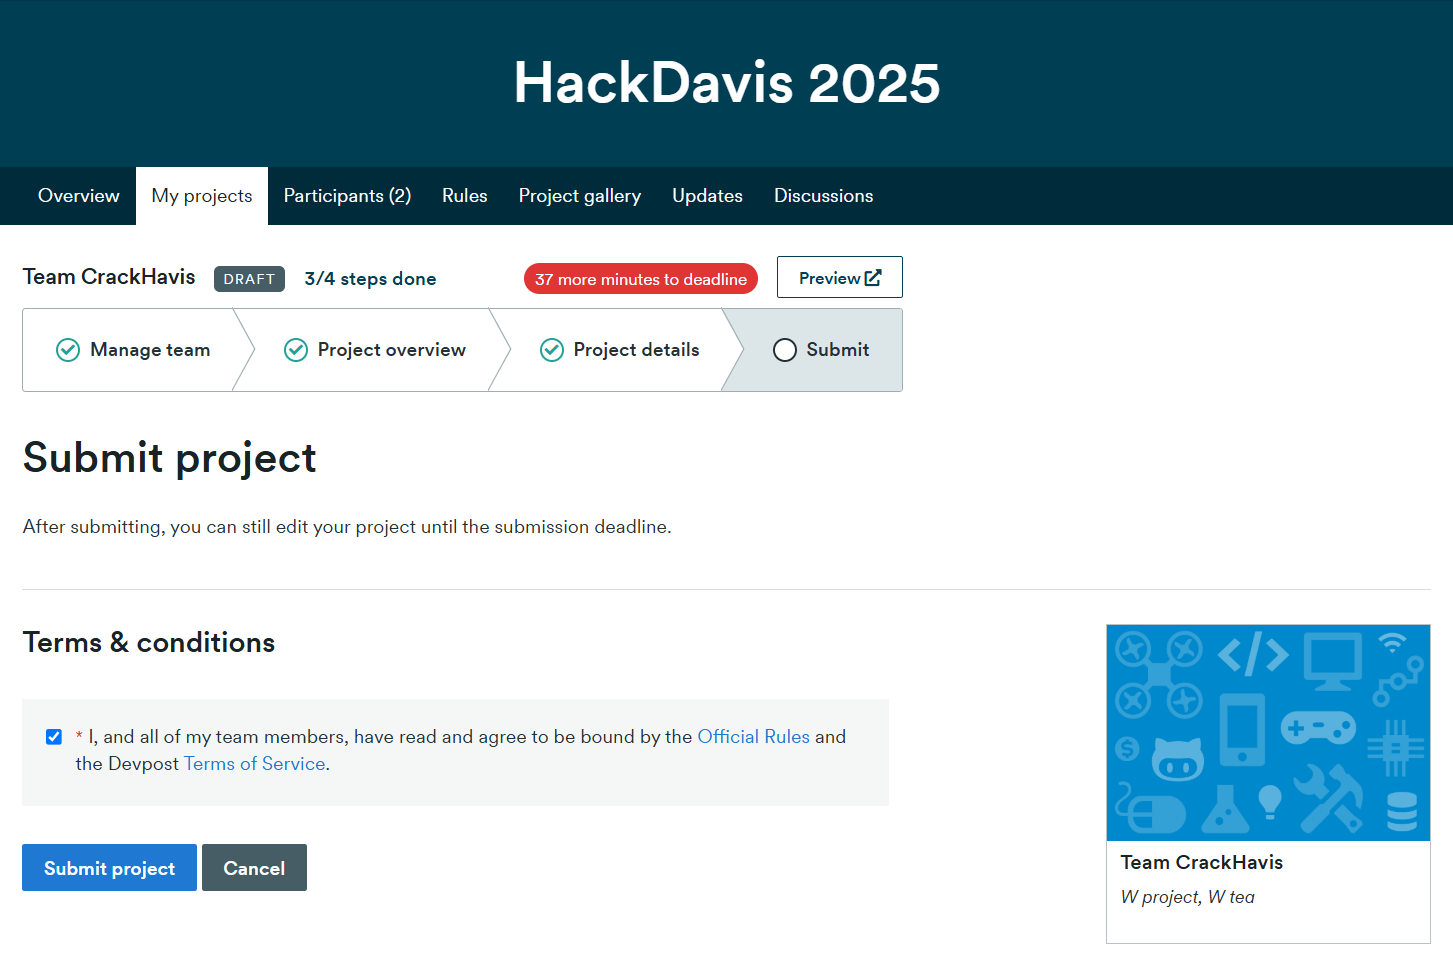 HackDavis 2025
Overview My projects Participants (2) Rules Project gallery Updates Discussions
Team CrackHavis DRAFT 3/4 steps done 37 more minutes to deadline Preview
Manage team Project overview Project details Submit
Submit project
After submitting, you can still edit your project until the submission deadline.
Terms & conditions
* I, and all of my team members, have read and agree to be bound by the Official Rules and
the Devpost Terms of Service.
Submit project Cancel
Team CrackHavis
W project, W tea